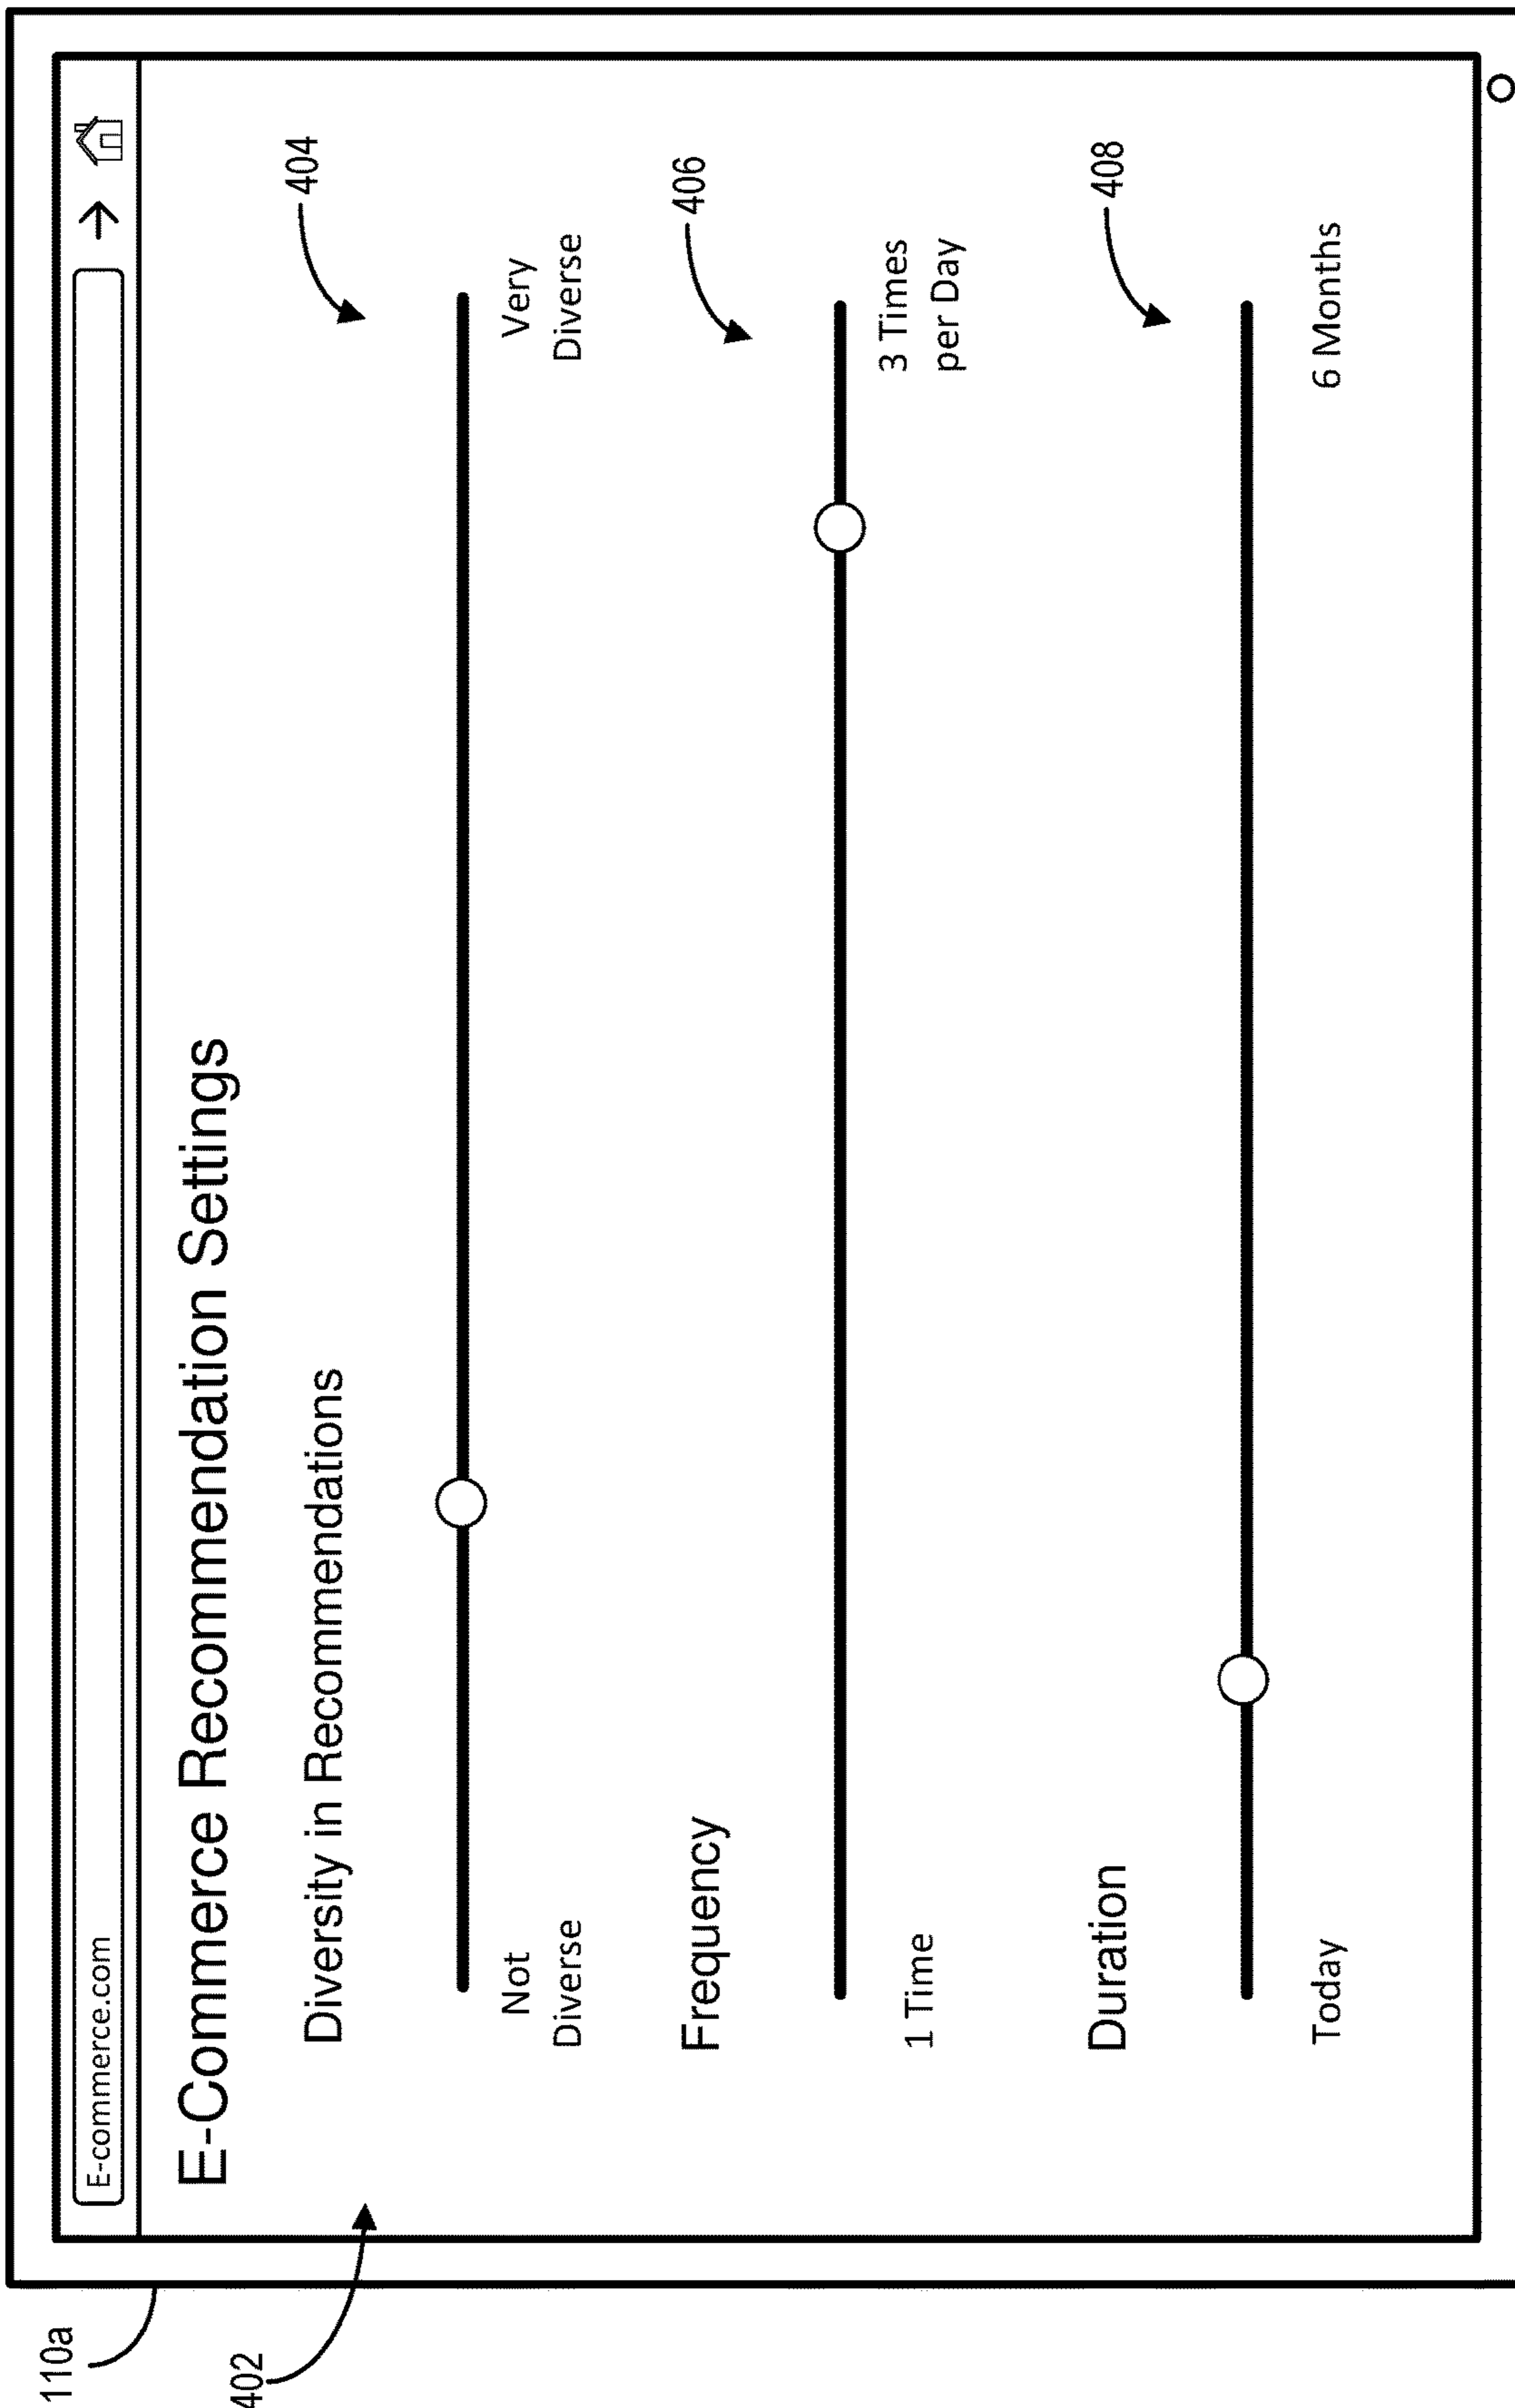 110a
402
E-commerce.com
E-Commerce Recommendation Settings
Diversity in Recommendations
404
Not
Diverse
Very
Diverse
Frequency
406
1 Time
3 Times
per Day
Duration
408
Today
6 Months